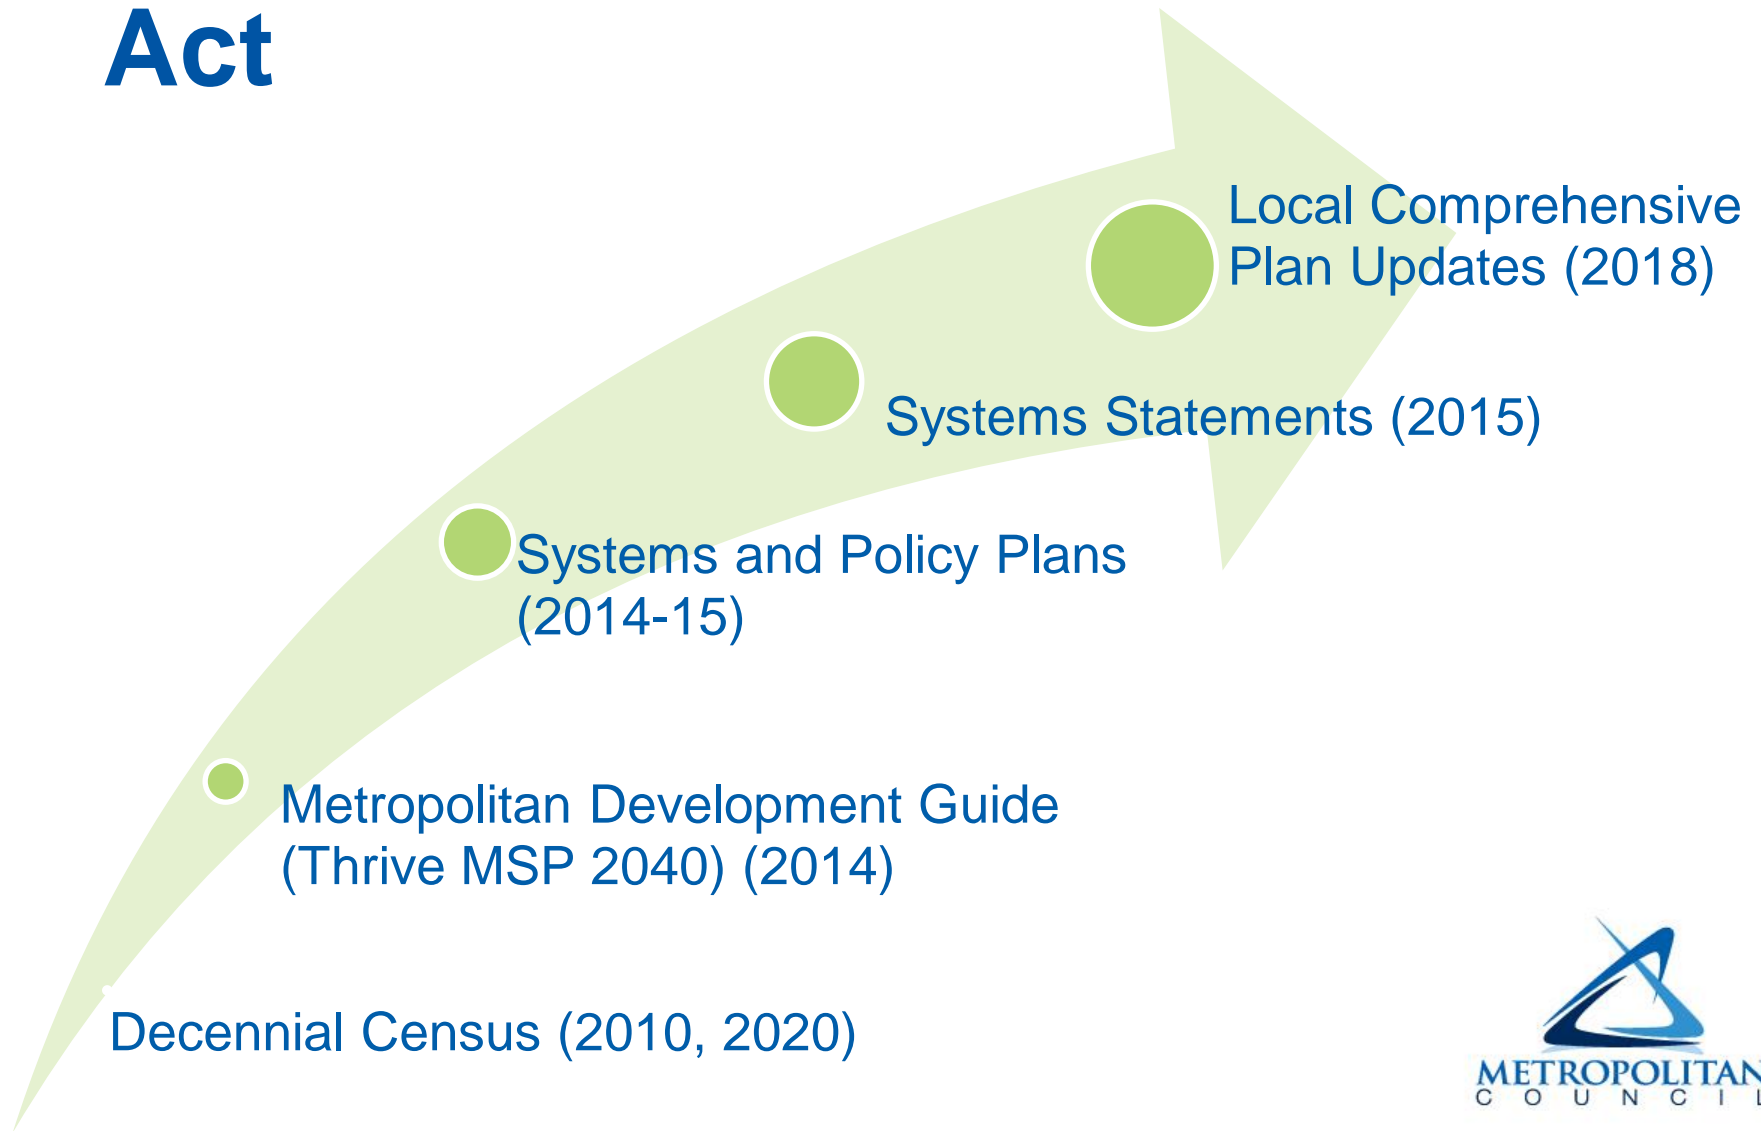 Act
Local Comprehensive
Plan Updates (2018)
Systems Statements (2015)
Systems and Policy Plans
(2014-15)
Metropolitan Development Guide
(Thrive MSP 2040) (2014)
Decennial Census (2010, 2020)
METROPOLITAN
COUNCIL